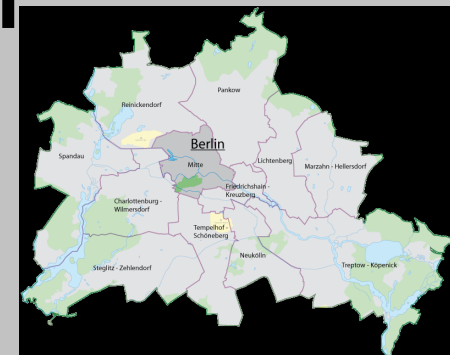 Pankow
Reinickendorf
Berlin
Mitte
Spandau
Lichtenberg
Marzahn - Hellersdorf
Friedrichshain -
Kreuzberg
Charlottenburg -
Wilmersdorf
Tempelhof -
Schöneberg
Neukölln
Steglitz - Zehlendorf
Treptow - Köpenick